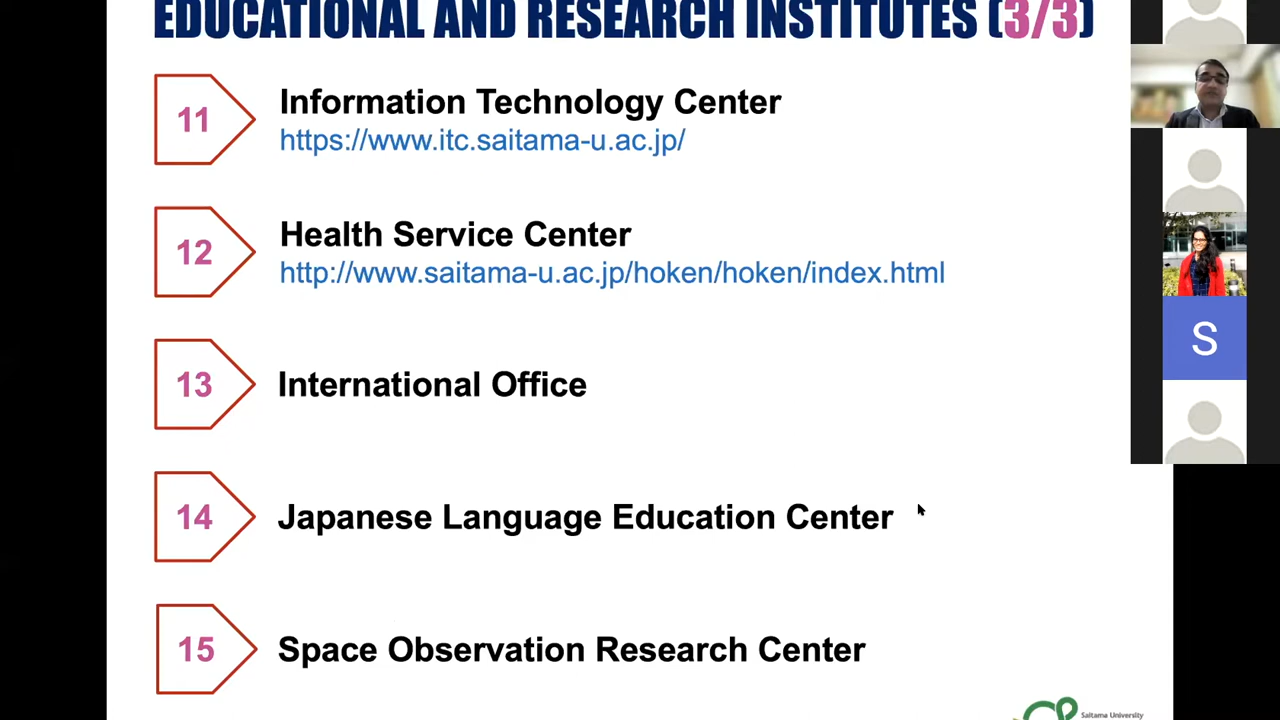 EDUCATIONAL AND RESEARCH INSTITUTES (3/3)
11
Information Technology Center
https://www.itc.saitama-u.ac.jp/
12
Health Service Center
http://www.saitama-u.ac.jp/hoken/hoken/index.html
13
International Office
14
Japanese Language Education Center
15
Space Observation Research Center
S
Saitama University